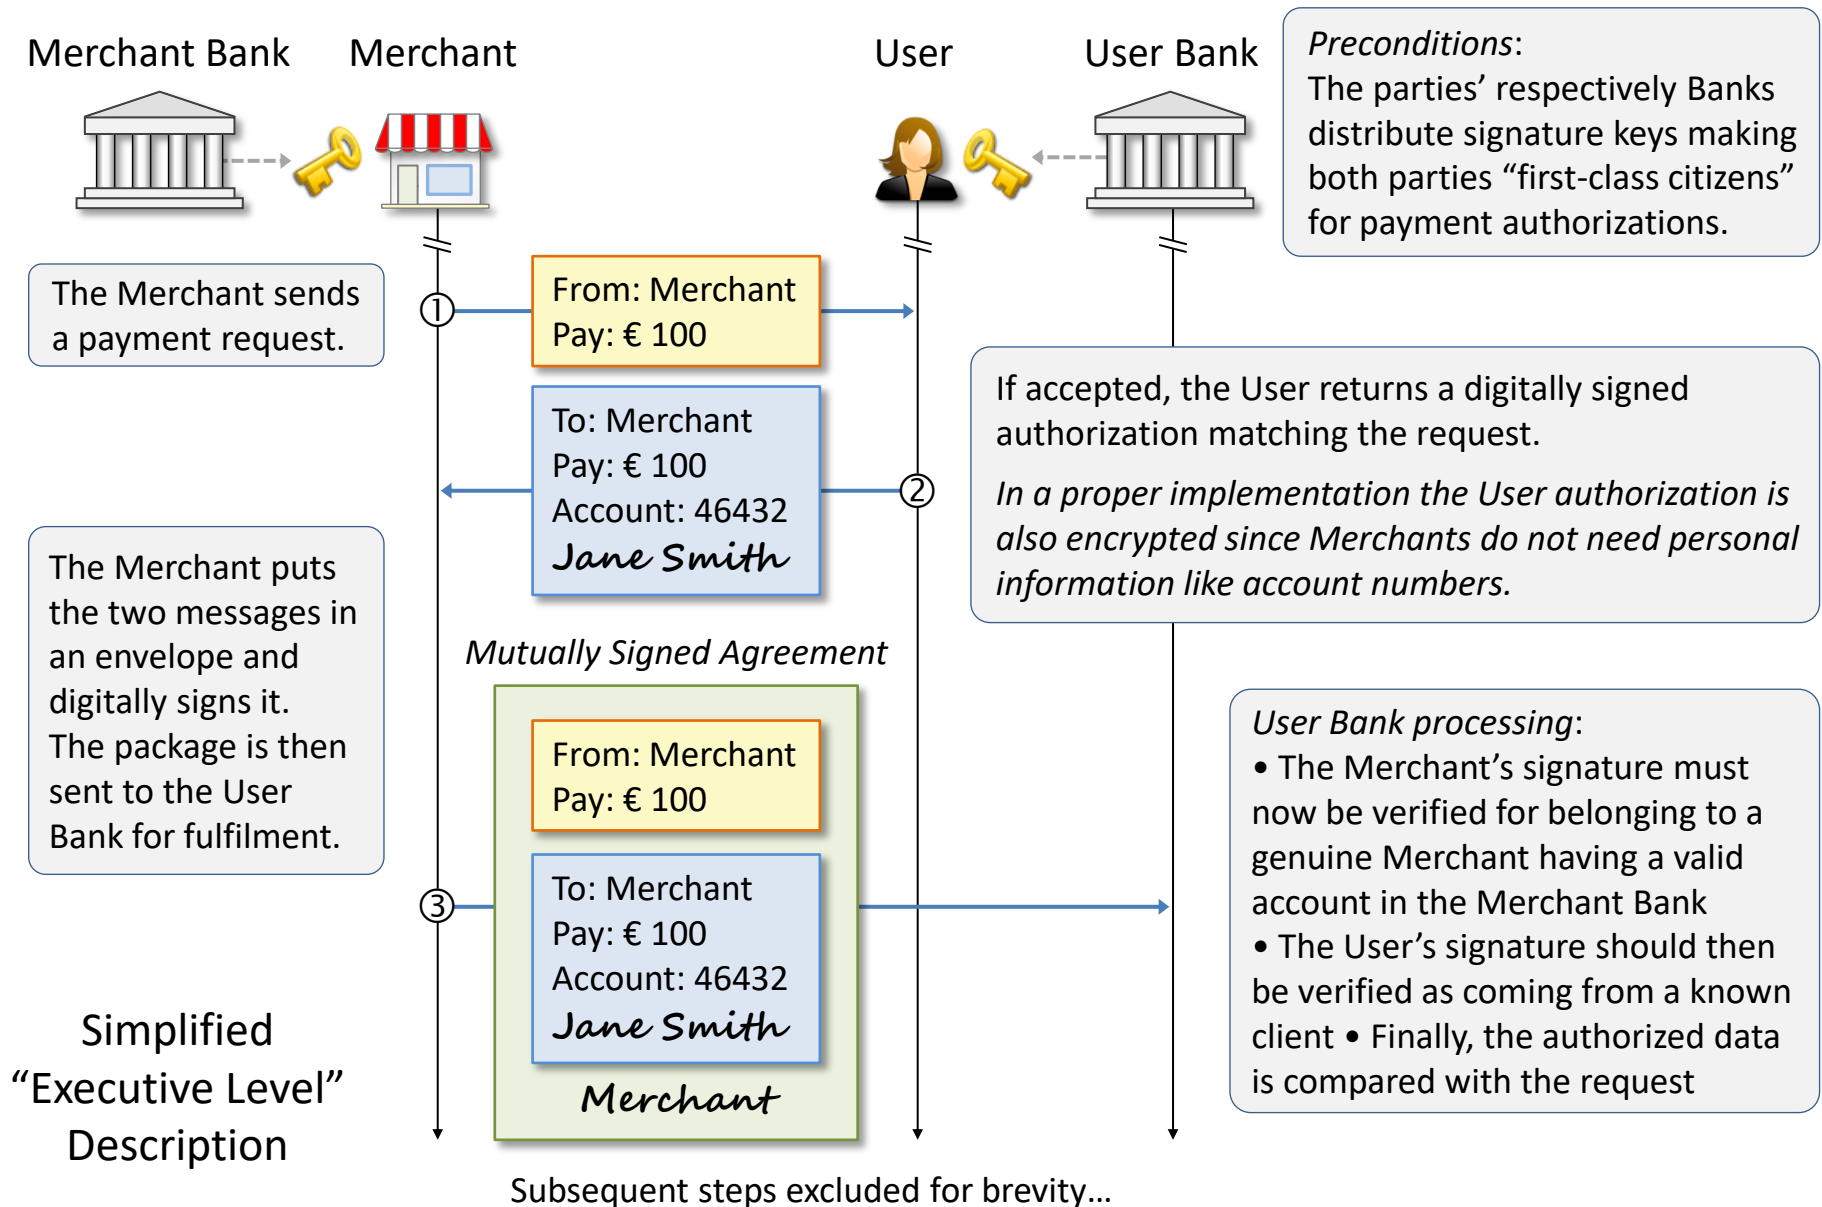 Merchant Bank
Merchant
User
User Bank
Preconditions:
The parties’ respectively Banks
distribute signature keys making
both parties “first-class citizens”
for payment authorizations.
The Merchant sends
a payment request.
①
From: Merchant
Pay: € 100
To: Merchant
Pay: € 100
Account: 46432
Jane Smith
②
If accepted, the User returns a digitally signed
authorization matching the request.
In a proper implementation the User authorization is
also encrypted since Merchants do not need personal
information like account numbers.
The Merchant puts
the two messages in
an envelope and
digitally signs it.
The package is then
sent to the User
Bank for fulfilment.
Mutually Signed Agreement
From: Merchant
Pay: € 100
③
To: Merchant
Pay: € 100
Account: 46432
Jane Smith
Merchant
User Bank processing:
• The Merchant’s signature must
now be verified for belonging to a
genuine Merchant having a valid
account in the Merchant Bank
• The User’s signature should then
be verified as coming from a known
client • Finally, the authorized data
is compared with the request
Simplified
“Executive Level”
Description
Subsequent steps excluded for brevity…